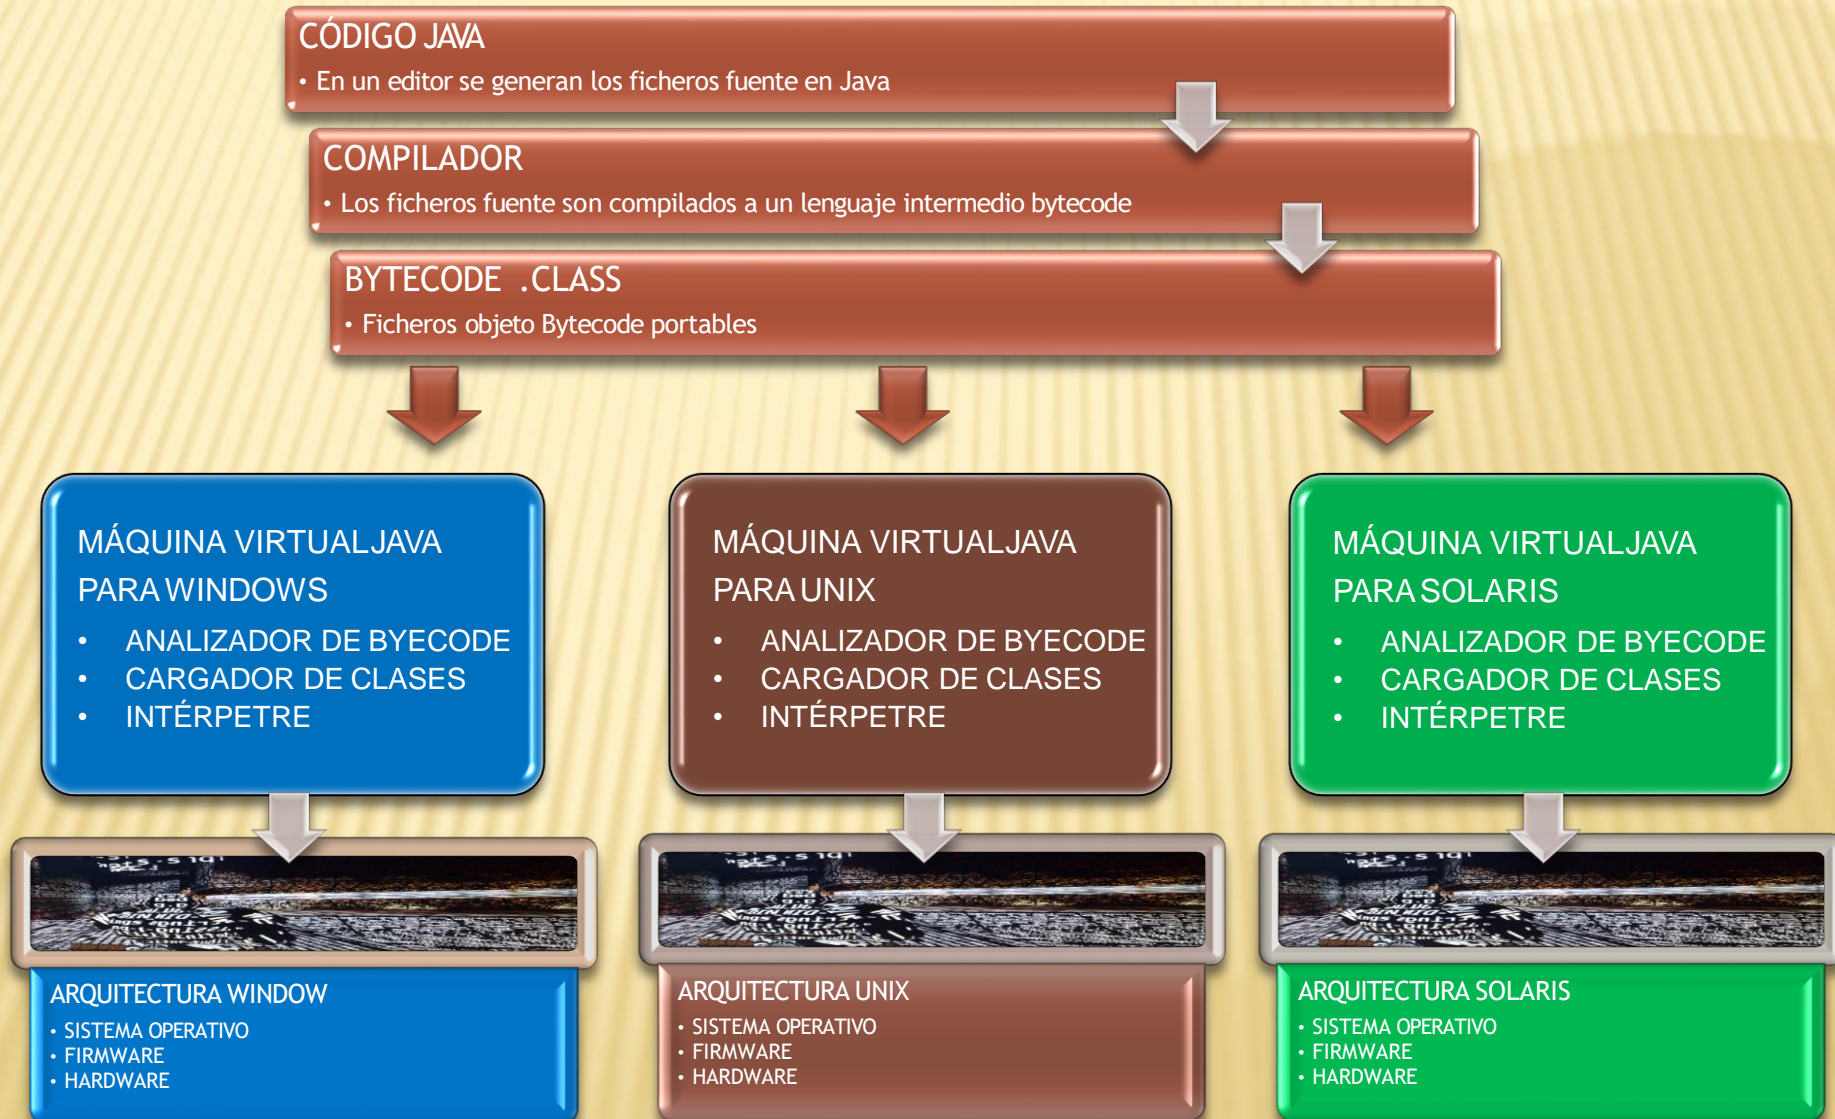 CÓDIGO JAVA
• En un editor se generan los ficheros fuente en Java
COMPILADOR
• Los ficheros fuente son compilados a un lenguaje intermedio bytecode
BYTECODE .CLASS
• Ficheros objeto Bytecode portables
MÁQUINA VIRTUALJAVA
PARA WINDOWS
• ANALIZADOR DE BYECODE
• CARGADOR DE CLASES
• INTÉRPETRE
MÁQUINA VIRTUALJAVA
PARA UNIX
• ANALIZADOR DE BYECODE
• CARGADOR DE CLASES
• INTÉRPETRE
MÁQUINA VIRTUALJAVA
PARA SOLARIS
• ANALIZADOR DE BYECODE
• CARGADOR DE CLASES
• INTÉRPETRE
ARQUITECTURA WINDOW
• SISTEMA OPERATIVO
• FIRMWARE
• HARDWARE
ARQUITECTURA UNIX
• SISTEMA OPERATIVO
• FIRMWARE
• HARDWARE
ARQUITECTURA SOLARIS
• SISTEMA OPERATIVO
• FIRMWARE
• HARDWARE